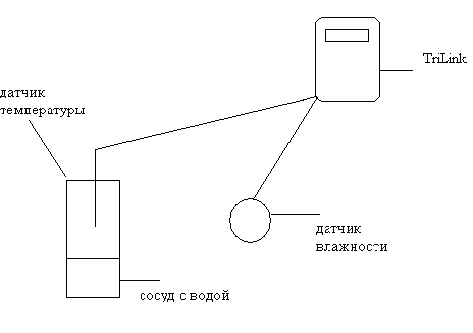 TriLink
датчик
температуры
датчик
влажности
сосуд с водой